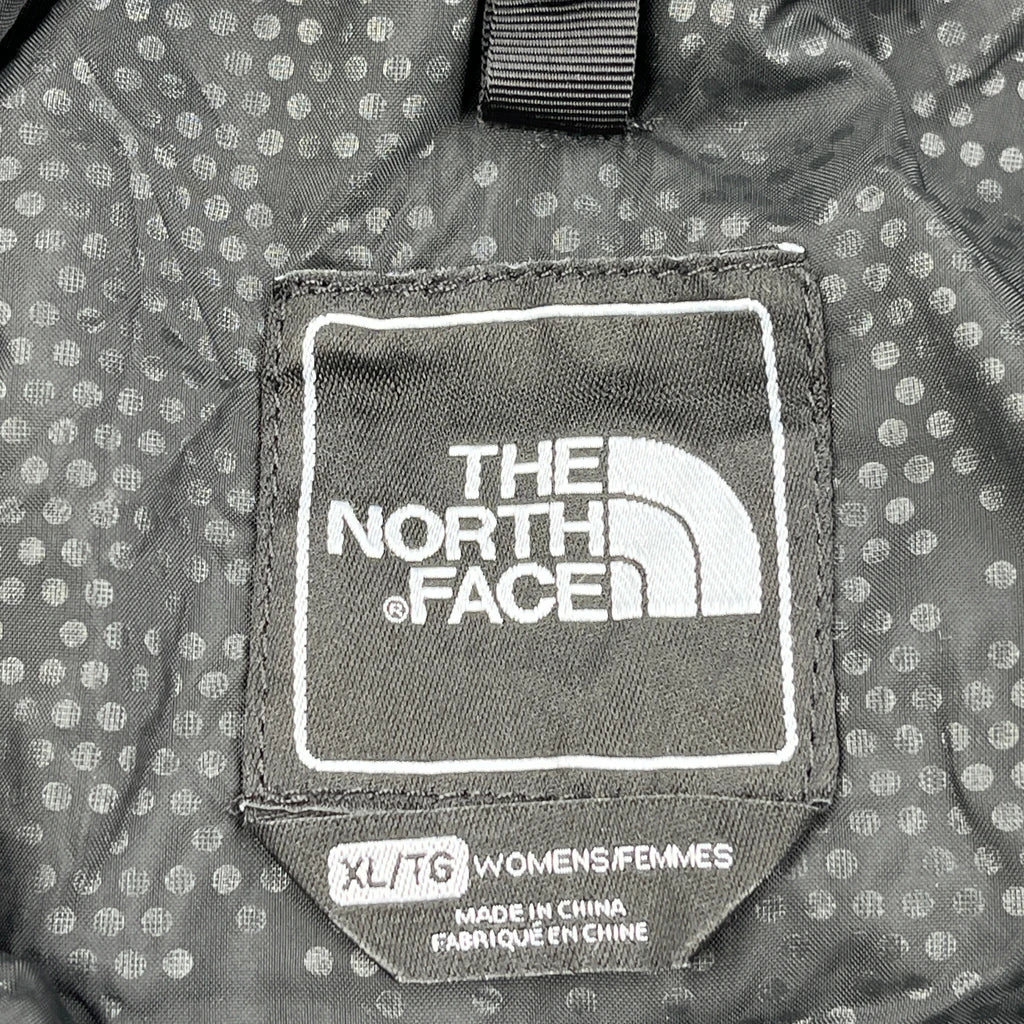 THE
NORTH
®FACE
XL/TG WOMENS/FEMMES
MADE IN CHINA
FABRIQUÉ EN CHINE